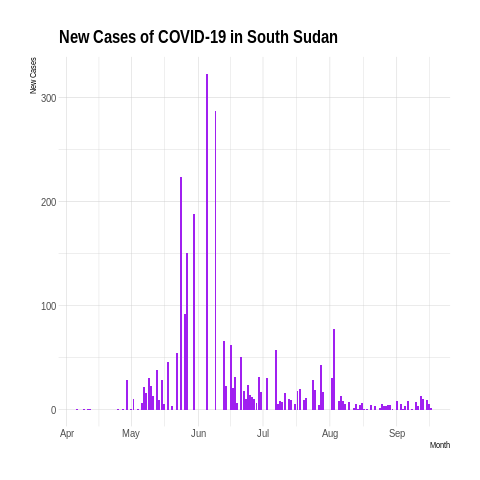 New Cases of COVID-19 in South Sudan
New Cases
300
200
100
0
Apr May Jun Jul Aug Sep
Month